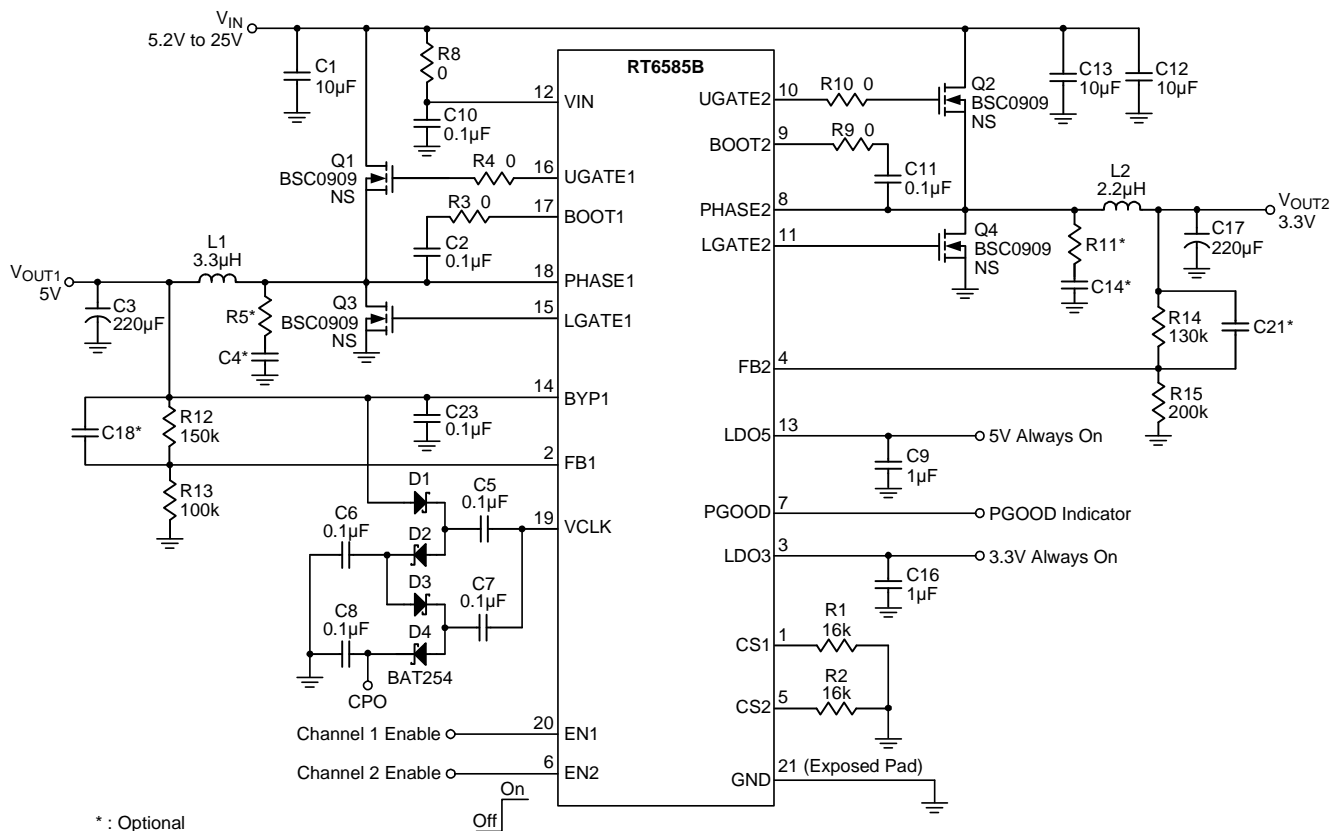 VIN
5.2V to 25V
C1
10µF
R8
0
12
VIN
C10
0.1µF
Q1
BSC0909
NS
R4 0
16
UGATE1
R3 0
17
BOOT1
C2
0.1µF
L1
3.3µH
VOUT1
5V
18
PHASE1
C3
220µF
R5*
C4*
Q3
BSC0909
NS
15
LGATE1
14
BYP1
C18*
R12
150k
C23
0.1µF
2
FB1
R13
100k
D1
C5
0.1µF
19
VCLK
C6
0.1µF
D2
D3
C7
0.1µF
C8
0.1µF
D4
BAT254
CPO
Channel 1 Enable
20
EN1
Channel 2 Enable
6
EN2
On
Off
* : Optional
RT6585B
UGATE2
10
R10 0
Q2
BSC0909
NS
C13
10µF
C12
10µF
BOOT2
9
R9 0
C11
0.1µF
PHASE2
8
L2
2.2µH
VOUT2
3.3V
LGATE2
11
Q4
BSC0909
NS
R11*
C14*
C17
220µF
R14
130k
C21*
FB2
4
R15
200k
LDO5
13
5V Always On
C9
1µF
PGOOD
7
PGOOD Indicator
LDO3
3
3.3V Always On
C16
1µF
CS1
1
R1
16k
CS2
5
R2
16k
GND
21 (Exposed Pad)